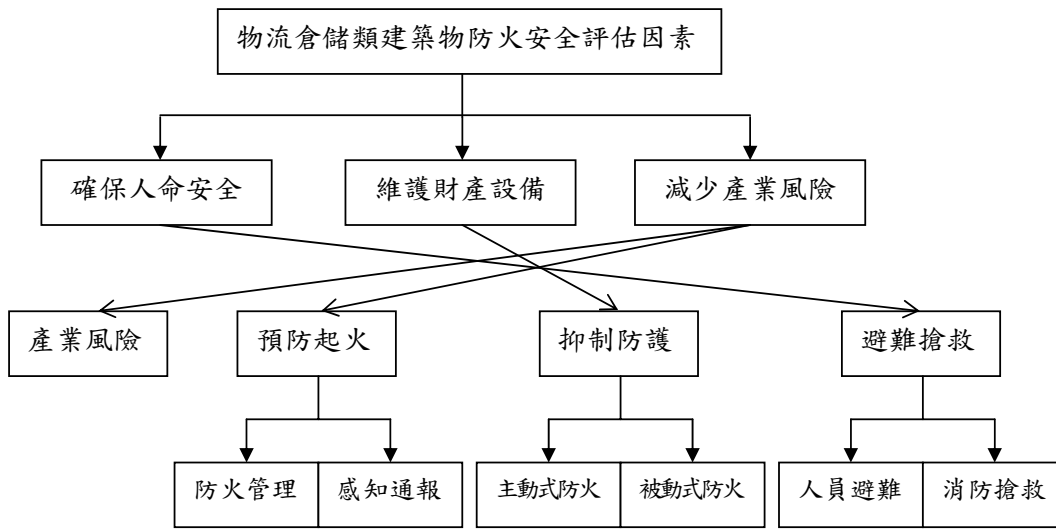 物流倉儲類建築物防火安全評估因素
確保人命安全
維護財產設備
減少產業風險
產業風險
預防起火
抑制防護
避難搶救
防火管理
感知通報
主動式防火
被動式防火
人員避難
消防搶救